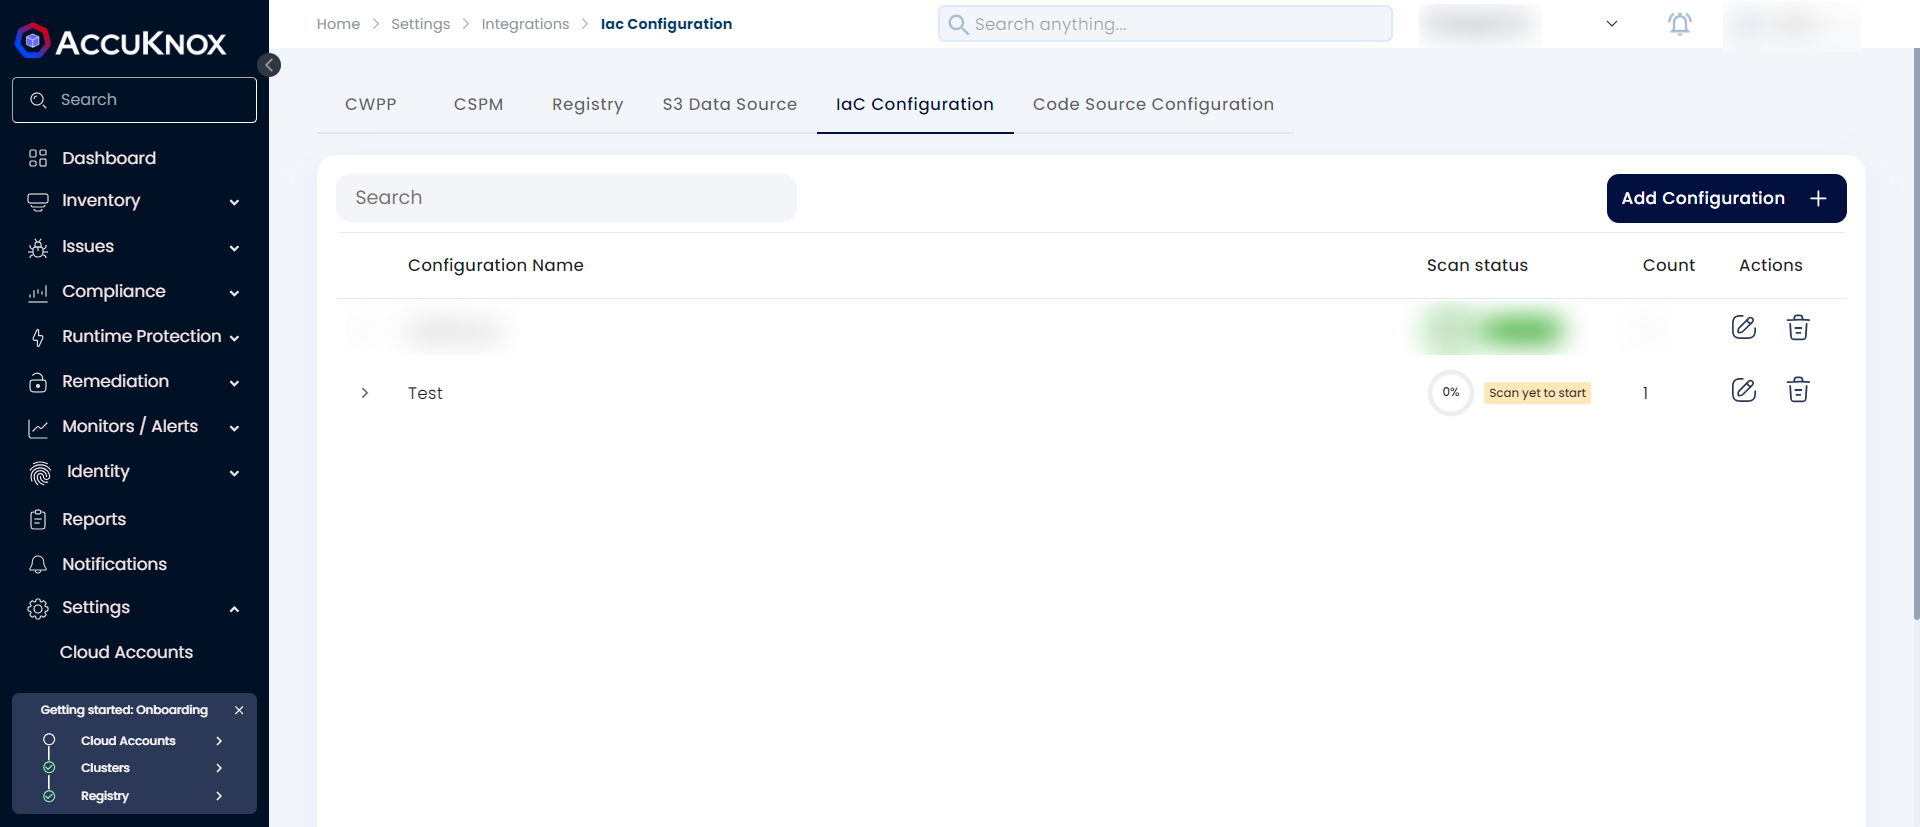 Home > Settings > Integrations > Iac Configuration
Search anything...
ACCUKNOX
Search
Dashboard
Inventory
Issues
Compliance
Runtime Protection
Remediation
Monitors / Alerts
Identity
Reports
Notifications
Settings
Cloud Accounts
Getting started: Onboarding
Cloud Accounts
Clusters
Registry
CWPP CSPM Registry S3 Data Source IaC Configuration Code Source Configuration
Search
Add Configuration +
Configuration Name Scan status Count Actions
Test 0% Scan yet to start 1